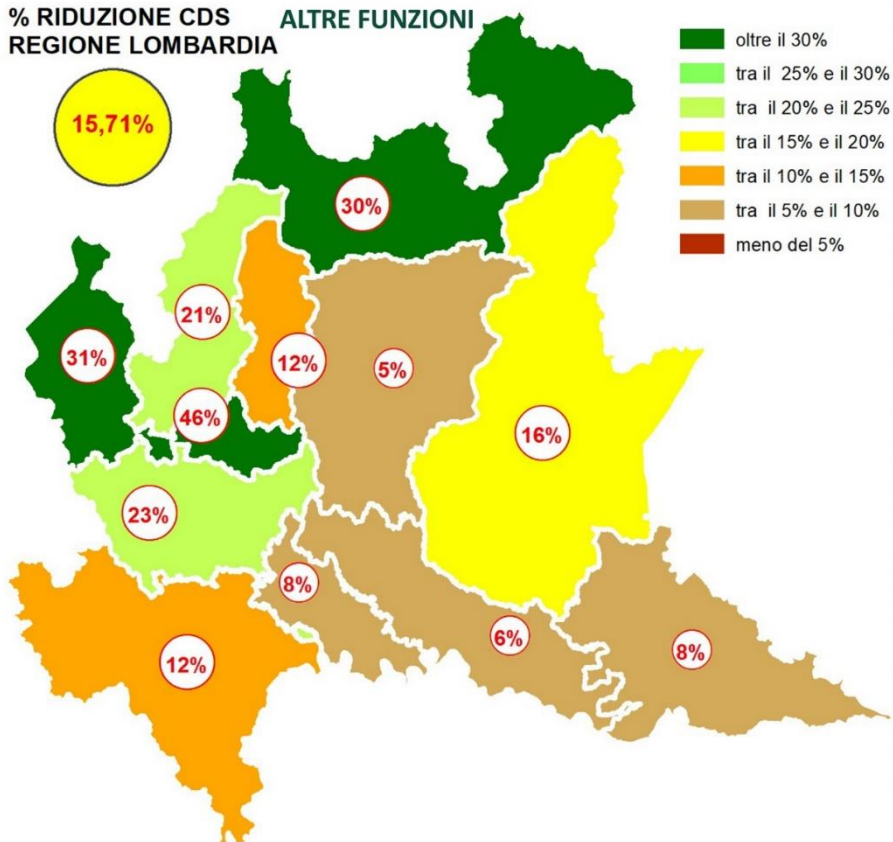 % RIDUZIONE CDS
REGIONE LOMBARDIA
ALTRE FUNZIONI
15,71%
oltre il 30%
tra il 25% e il 30%
tra il 20% e il 25%
tra il 15% e il 20%
tra il 10% e il 15%
tra il 5% e il 10%
meno del 5%
30%
21%
31%
12%
5%
46%
16%
23%
8%
6%
8%
12%